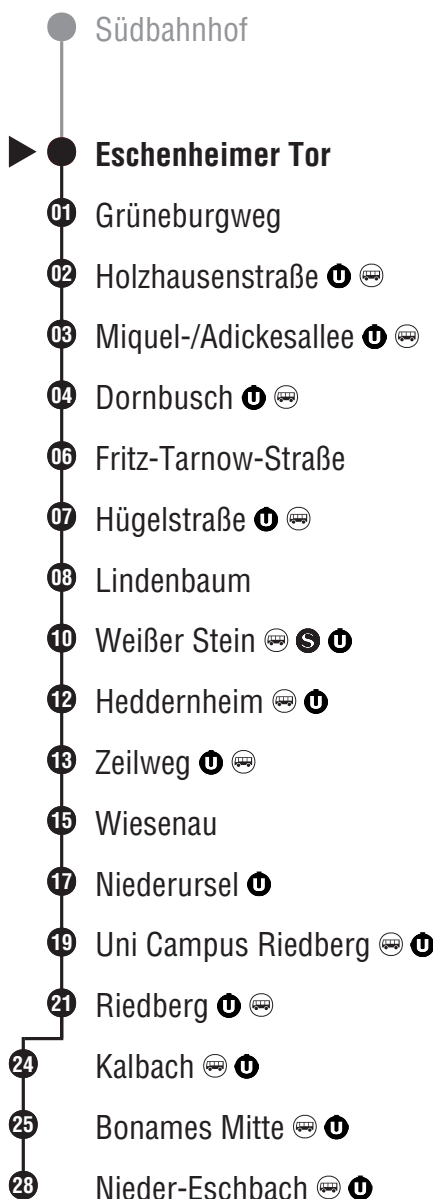 Südbahnhof
Eschenheimer Tor
01 Grüneburgweg
02 Holzhausenstraße U
03 Miquel-/Adickesallee U
04 Dornbusch U
06 Fritz-Tarnow-Straße
07 Hügelstraße U
08 Lindenbaum
10 Weißer Stein S U
12 Heddernheim U
13 Zeilweg U
15 Wiesenau
17 Niederursel U
19 Uni Campus Riedberg U
21 Riedberg U
24 Kalbach U
25 Bonames Mitte U
28 Nieder-Eschbach U